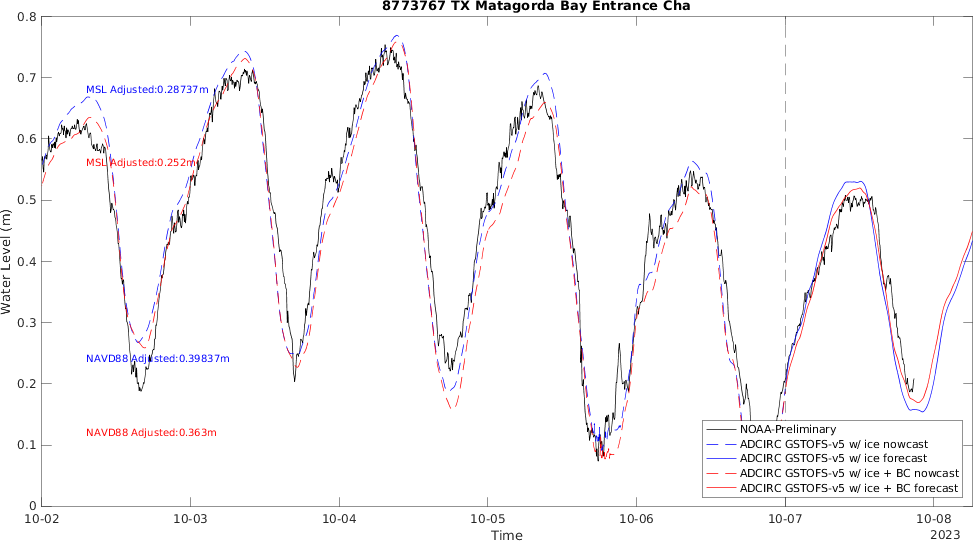 8773767 TX Matagorda Bay Entrance Cha
0.8
0.7
0.6
0.5
0.4
0.3
0.2
0.1
0
Water Level (m)
MSL Adjusted:0.28737m
MSL Adjusted:0.252m
NAVD88 Adjusted:0.39837m
NAVD88 Adjusted:0.363m
NOAA-Preliminary
ADCIRC GSTOFS-v5 w/ ice nowcast
ADCIRC GSTOFS-v5 w/ ice forecast
ADCIRC GSTOFS-v5 w/ ice + BC nowcast
ADCIRC GSTOFS-v5 w/ ice + BC forecast
10-02 10-03 10-04 10-05 10-06 10-07 10-08
Time
2023